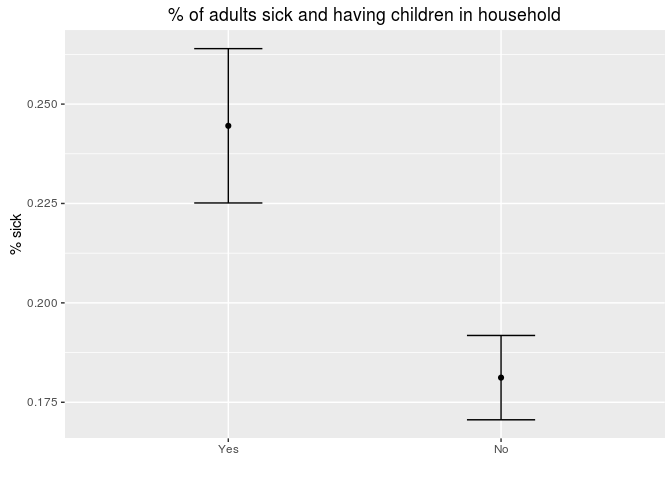 % of adults sick and having children in household
% sick
0.250
0.225
0.200
0.175
Yes
No